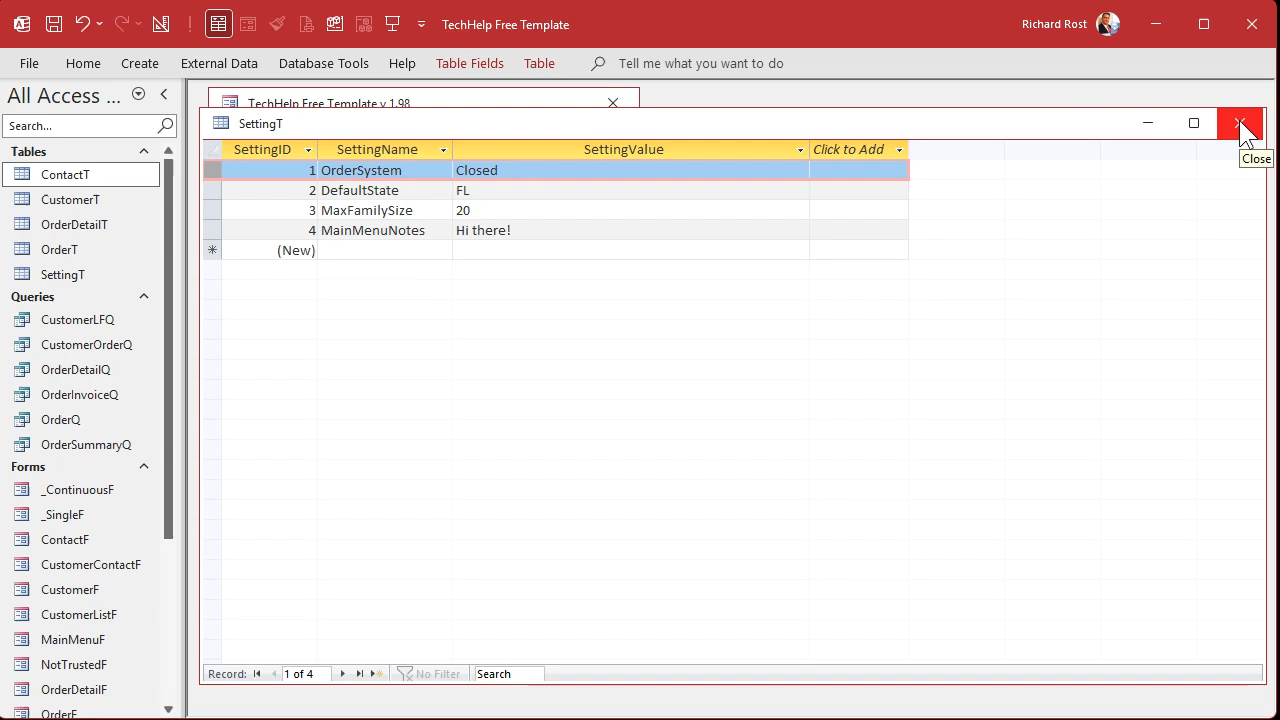 TechHelp Free Template
Richard Rost
File Home Create External Data Database Tools Help Table Fields Table Tell me what you want to do
All Access ...
Search...
Tables
ContactT
CustomerT
OrderDetailT
OrderT
SettingT
Queries
CustomerLFQ
CustomerOrderQ
OrderDetailQ
OrderInvoiceQ
OrderQ
OrderSummaryQ
Forms
_ContinuousF
_SingleF
ContactF
CustomerContactF
CustomerF
CustomerListF
MainMenuF
NotTrustedF
OrderDetailF
OrderF
TechHelp Free Template v 1.98
SettingT
Close
SettingID SettingName SettingValue Click to Add
1 OrderSystem Closed
2 DefaultState FL
3 MaxFamilySize 20
4 MainMenuNotes Hi there!
(New)
Record: 1 of 4 No Filter Search